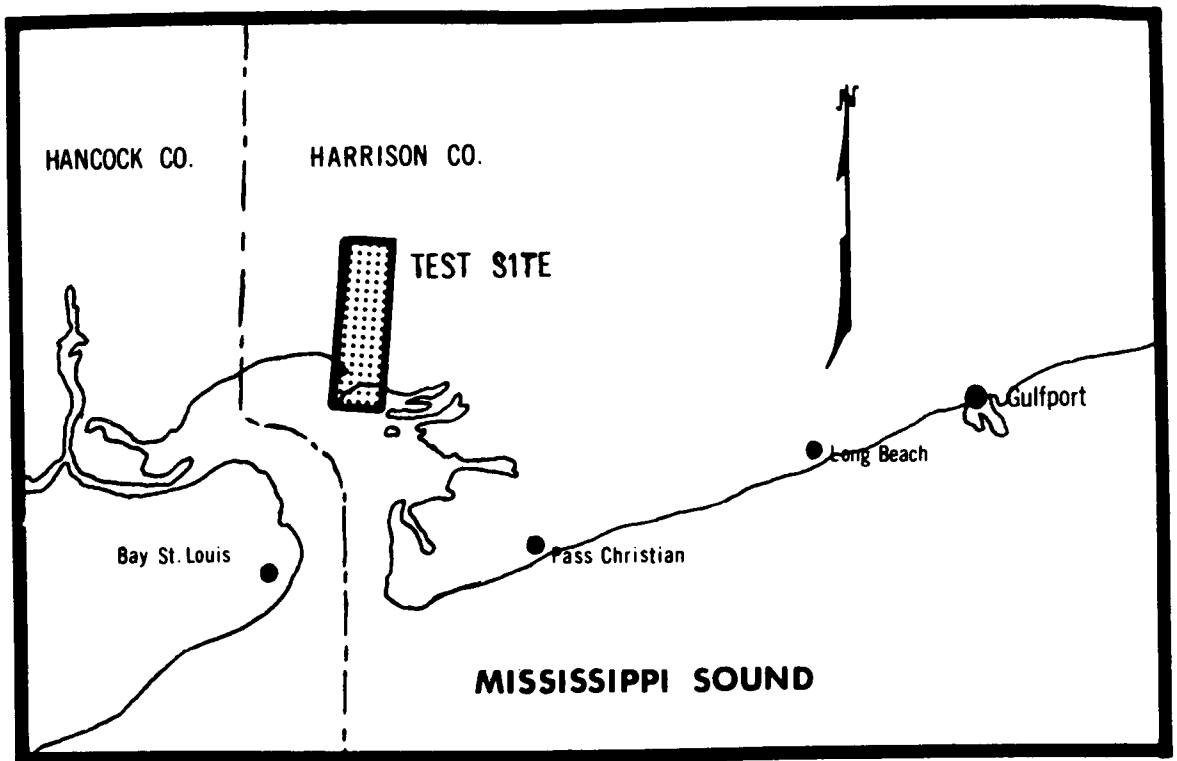 N
HANCOCK CO.
HARRISON CO.
TEST SITE
Gulfport
Long Beach
Bay St. Louis
Pass Christian
MISSISSIPPI SOUND